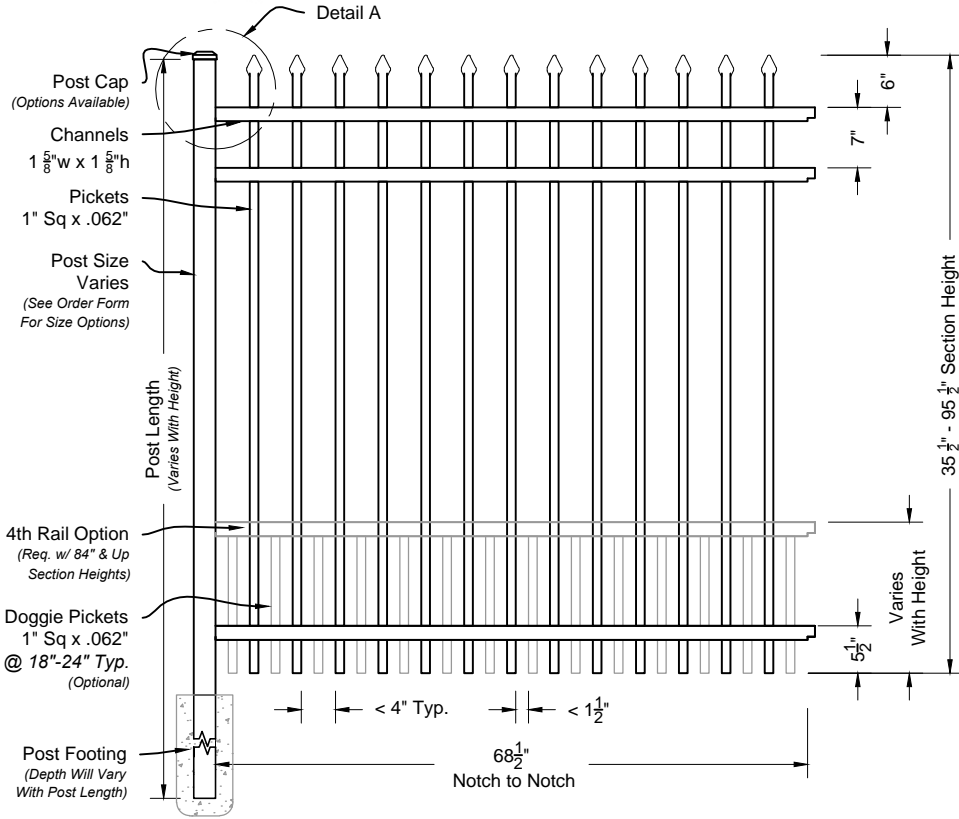 Detail A
Post Cap
(Options Available)
Channels
1 5/8"w x 1 5/8"h
Pickets
1" Sq x .062"
Post Size
Varies
(See Order Form
For Size Options)
Post Length
(Varies With Height)
4th Rail Option
(Req. w/ 84" & Up
Section Heights)
Doggie Pickets
1" Sq x .062"
@ 18"-24" Typ.
(Optional)
Post Footing
(Depth Will Vary
With Post Length)
< 4" Typ.
< 1 1/2"
68 1/2"
Notch to Notch
6"
7"
35 1/2" - 95 1/2" Section Height
Varies
With Height
5 1/2"